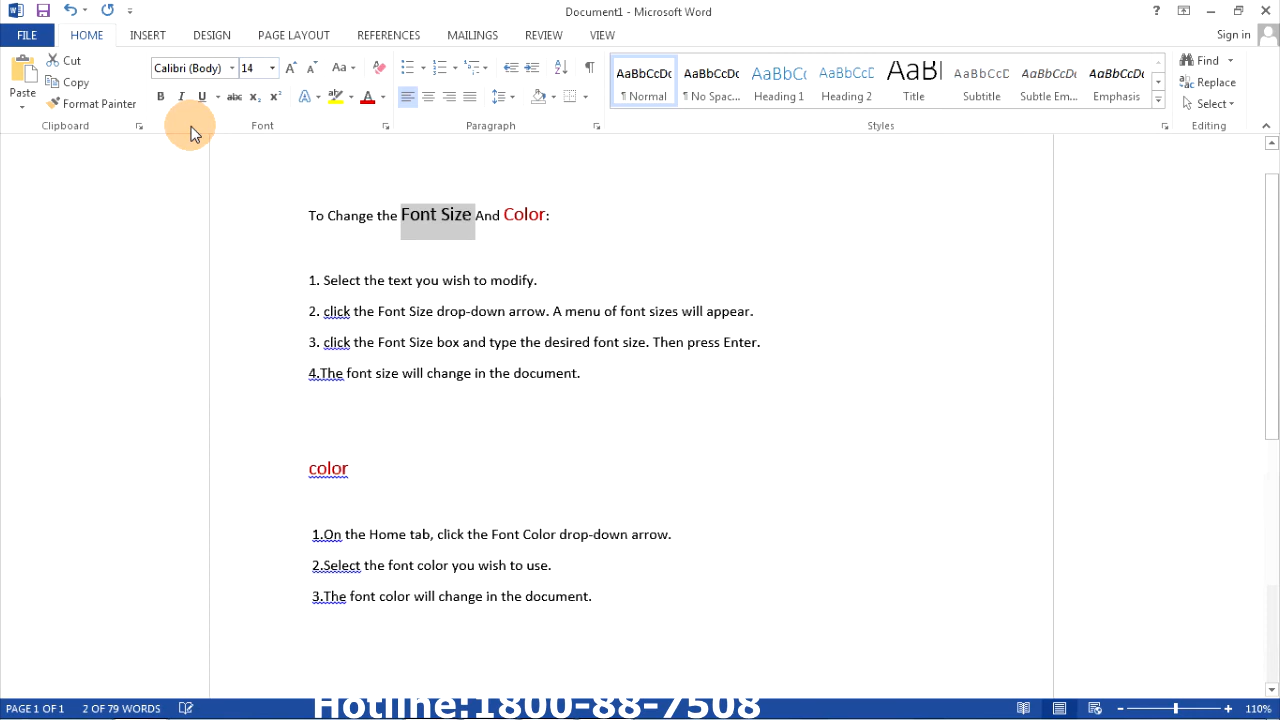 Document1 - Microsoft Word
?
FILE HOME INSERT DESIGN PAGE LAYOUT REFERENCES MAILINGS REVIEW VIEW Sign in
Cut
Copy
Format Painter
Paste
Clipboard
Calibri (Body) 14
Aa
B I U abc x₂ x² A A
Font
Paragraph
AaBbCcDc AaBbCcDc AaBbCc AaBbCcD AaBl AaBbCcD AaBbCcDc AaBbCcDc
¶ Normal ¶ No Spac... Heading 1 Heading 2 Title Subtitle Subtle Em... Emphasis
Styles
Find
Replace
Select
Editing
To Change the Font Size And Color:
1. Select the text you wish to modify.
2. click the Font Size drop-down arrow. A menu of font sizes will appear.
3. click the Font Size box and type the desired font size. Then press Enter.
4.The font size will change in the document.
color
1.On the Home tab, click the Font Color drop-down arrow.
2.Select the font color you wish to use.
3.The font color will change in the document.
Hotline:1800-88-7508
PAGE 1 OF 1 2 OF 79 WORDS 110%